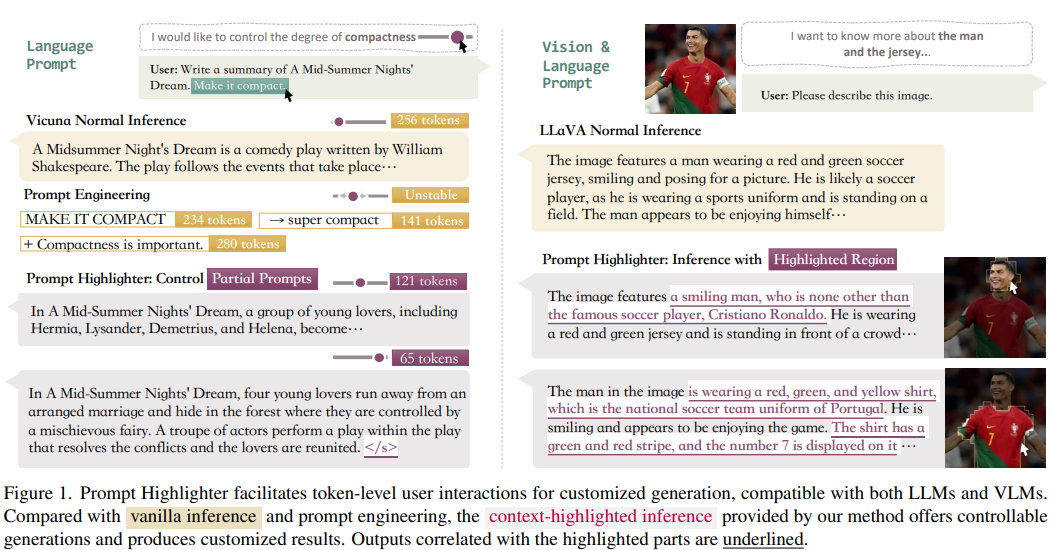 Language
Prompt
I would like to control the degree of compactness
User: Write a summary of A Mid-Summer Nights'
Dream. Make it compact.
Vicuna Normal Inference
256 tokens
A Midsummer Night's Dream is a comedy play written by William
Shakespeare. The play follows the events that take place⋯
Prompt Engineering
Unstable
MAKE IT COMPACT 234 tokens → super compact 141 tokens
+ Compactness is important. 280 tokens
Prompt Highlighter: Control Partial Prompts
121 tokens
In A Mid-Summer Nights' Dream, a group of young lovers, including
Hermia, Lysander, Demetrius, and Helena, become⋯
65 tokens
In A Mid-Summer Nights' Dream, four young lovers run away from an
arranged marriage and hide in the forest where they are controlled by
a mischievous fairy. A troupe of actors perform a play within the play
that resolves the conflicts and the lovers are reunited. </s>
Vision &
Language
Prompt
7
I want to know more about the man
and the jersey...
User: Please describe this image.
LLaVA Normal Inference
The image features a man wearing a red and green soccer
jersey, smiling and posing for a picture. He is likely a soccer
player, as he is wearing a sports uniform and is standing on a
field. The man appears to be enjoying himself⋯
Prompt Highlighter: Inference with Highlighted Region
The image features a smiling man, who is none other than
the famous soccer player, Cristiano Ronaldo. He is wearing
a red and green jersey and is standing in front of a crowd⋯
7
The man in the image is wearing a red, green, and yellow shirt,
which is the national soccer team uniform of Portugal. He is
smiling and appears to be enjoying the game. The shirt has a
green and red stripe, and the number 7 is displayed on it ⋯
7
Figure 1. Prompt Highlighter facilitates token-level user interactions for customized generation, compatible with both LLMs and VLMs.
Compared with vanilla inference and prompt engineering, the context-highlighted inference provided by our method offers controllable
generations and produces customized results. Outputs correlated with the highlighted parts are underlined.